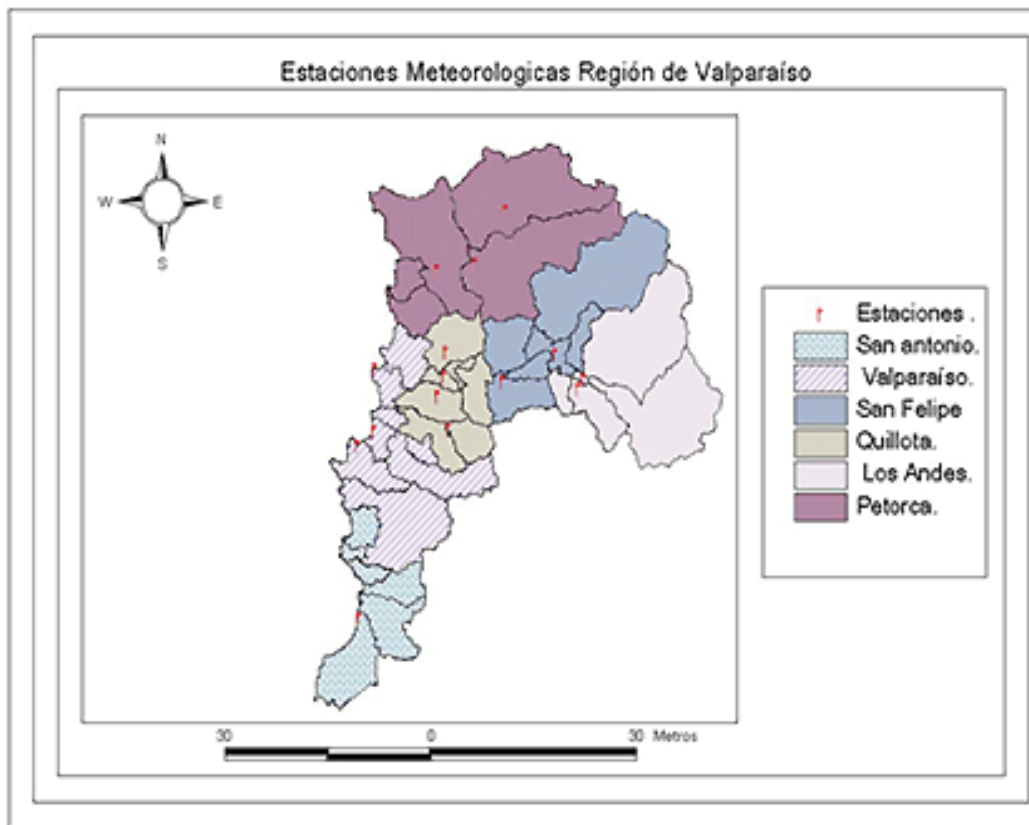 Estaciones Meteorologicas Región de Valparaíso
N
W E
S
Estaciones .
San antonio.
Valparaíso.
San Felipe
Quillota.
Los Andes.
Petorca.
30 0 30 Metros